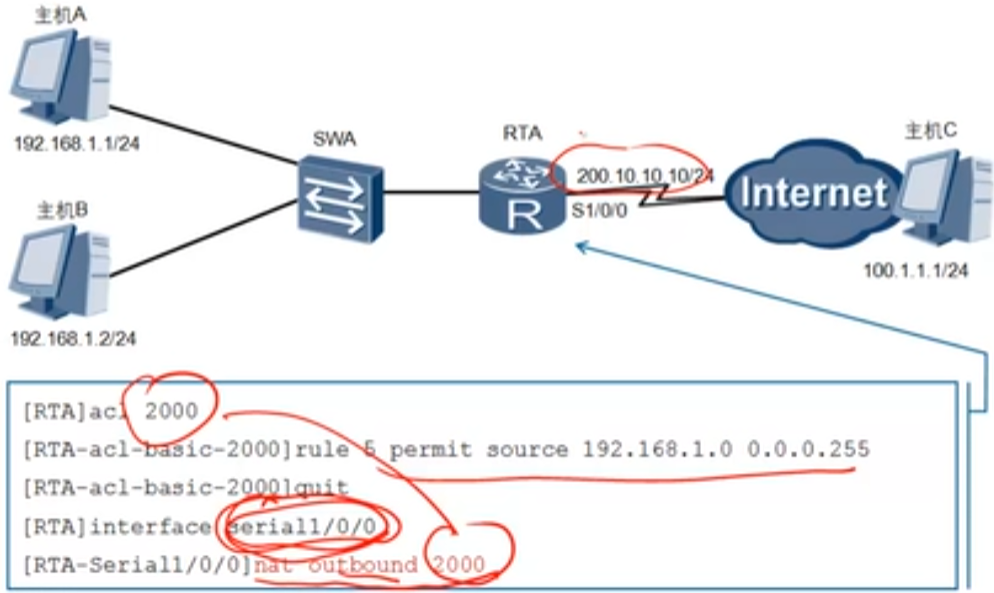 主机A
192.168.1.1/24
SWA
RTA
主机C
200.10.10.10/24
Internet
S1/0/0
主机B
100.1.1.1/24
192.168.1.2/24
[RTA]acl 2000
[RTA-acl-basic-2000]rule 5 permit source 192.168.1.0 0.0.0.255
[RTA-acl-basic-2000]quit
[RTA]interface serial1/0/0
[RTA-Serial1/0/0]nat outbound 2000